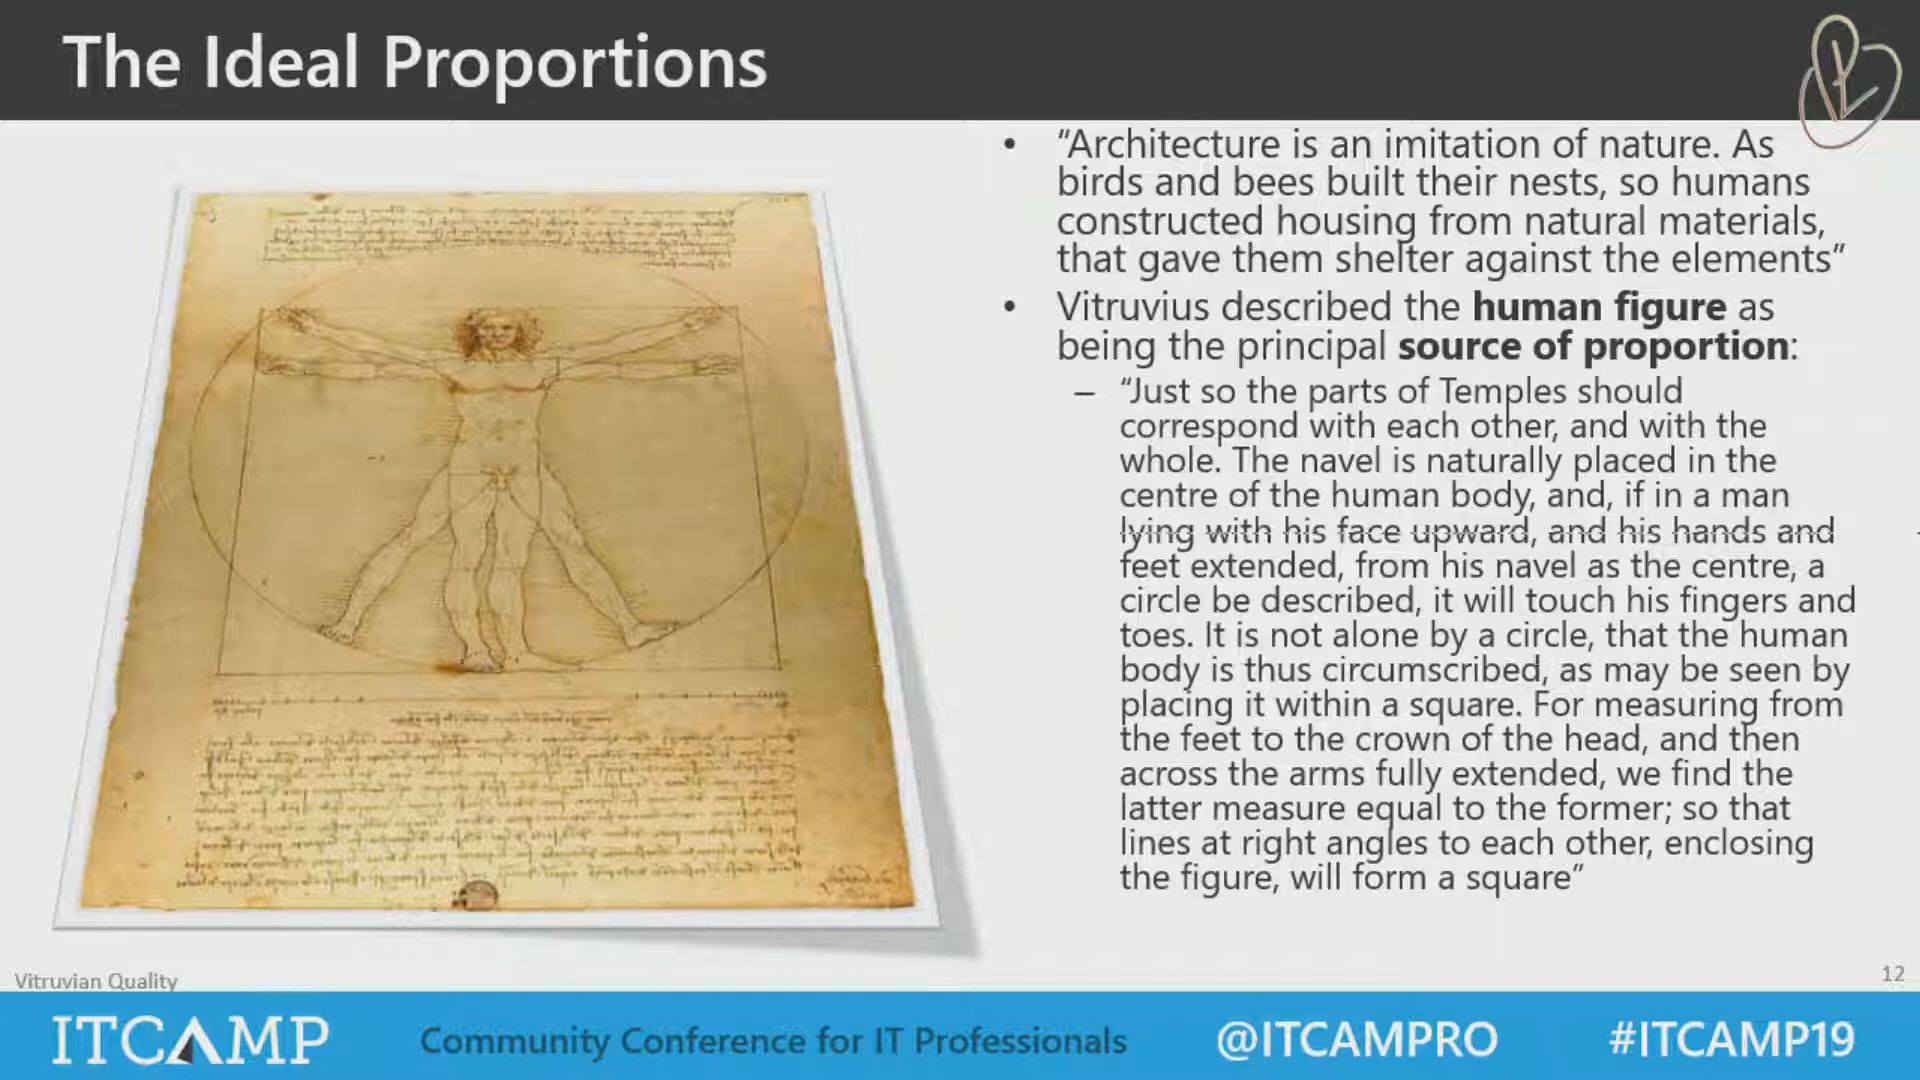 The Ideal Proportions
• “Architecture is an imitation of nature. As
birds and bees built their nests, so humans
constructed housing from natural materials,
that gave them shelter against the elements”
• Vitruvius described the human figure as
being the principal source of proportion:
– “Just so the parts of Temples should
correspond with each other, and with the
whole. The navel is naturally placed in the
centre of the human body, and, if in a man
lying with his face upward, and his hands and
feet extended, from his navel as the centre, a
circle be described, it will touch his fingers and
toes. It is not alone by a circle, that the human
body is thus circumscribed, as may be seen by
placing it within a square. For measuring from
the feet to the crown of the head, and then
across the arms fully extended, we find the
latter measure equal to the former; so that
lines at right angles to each other, enclosing
the figure, will form a square”
Vitruvian Quality
12
ITCAMP
Community Conference for IT Professionals
@ITCAMPRO
#ITCAMP19